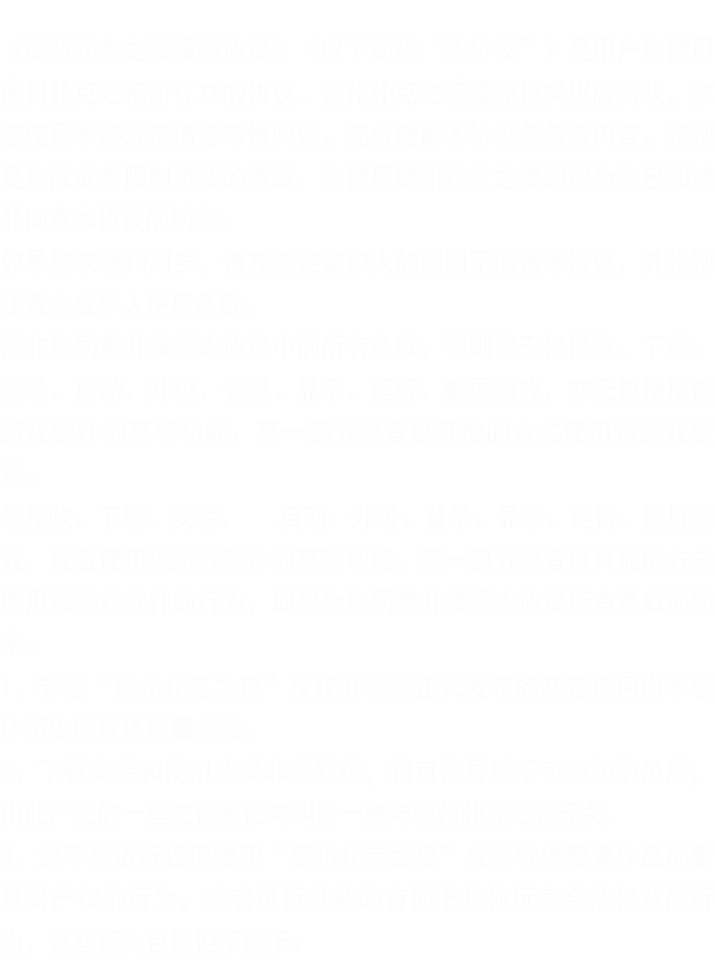 《德州扑克之夜服务协议》（以下简称“本协议”）是用户您使用
德州扑克之夜所订立的协议，德州扑克之夜是竞技类棋牌游戏，在
您使用本游戏前请您审慎阅读、充分理解本协议各条款内容，特别
是免除或者限制责任的条款，您使用德州扑克之夜即视为您已阅读
并同意本协议的约束。
如果您未满18周岁，请在法定监护人的陪同下阅读本协议，并特别
注意未成年人使用条款。
除非您同意并接受本协议中的所有条款，否则您无权接收、下载、
安装、启动、升级、登录、显示、运行、截屏游戏，亦无权使用该
游戏软件的某项功能、某一部分或者以其他的方式使用该游戏软
件。
您接收、下载、安装、 启动、升级、登录、显示、运行、截屏游
戏，或者使用该游戏软件的某项功能、某一部分或者以其他的方式
使用该游戏软件的行为，即视为您同意并接受本协议所有条款的约
束。
1、非经“德州扑克之夜”授权开发并正式发布的其它任何由本软
体衍生的软体均属非法，
2、下载安装和使用此类非法软体，将可能导致不可预知的风险，
由此产生的一些法律责任与纠纷一概与德州扑克之夜无关。
3、您不得进行任何侵犯“德州扑克之夜”或其软体要素作品的智
慧财产权的行为，或者进行其他的有损于其他玩家合法权益的行
为，这些行为包括但不限于：